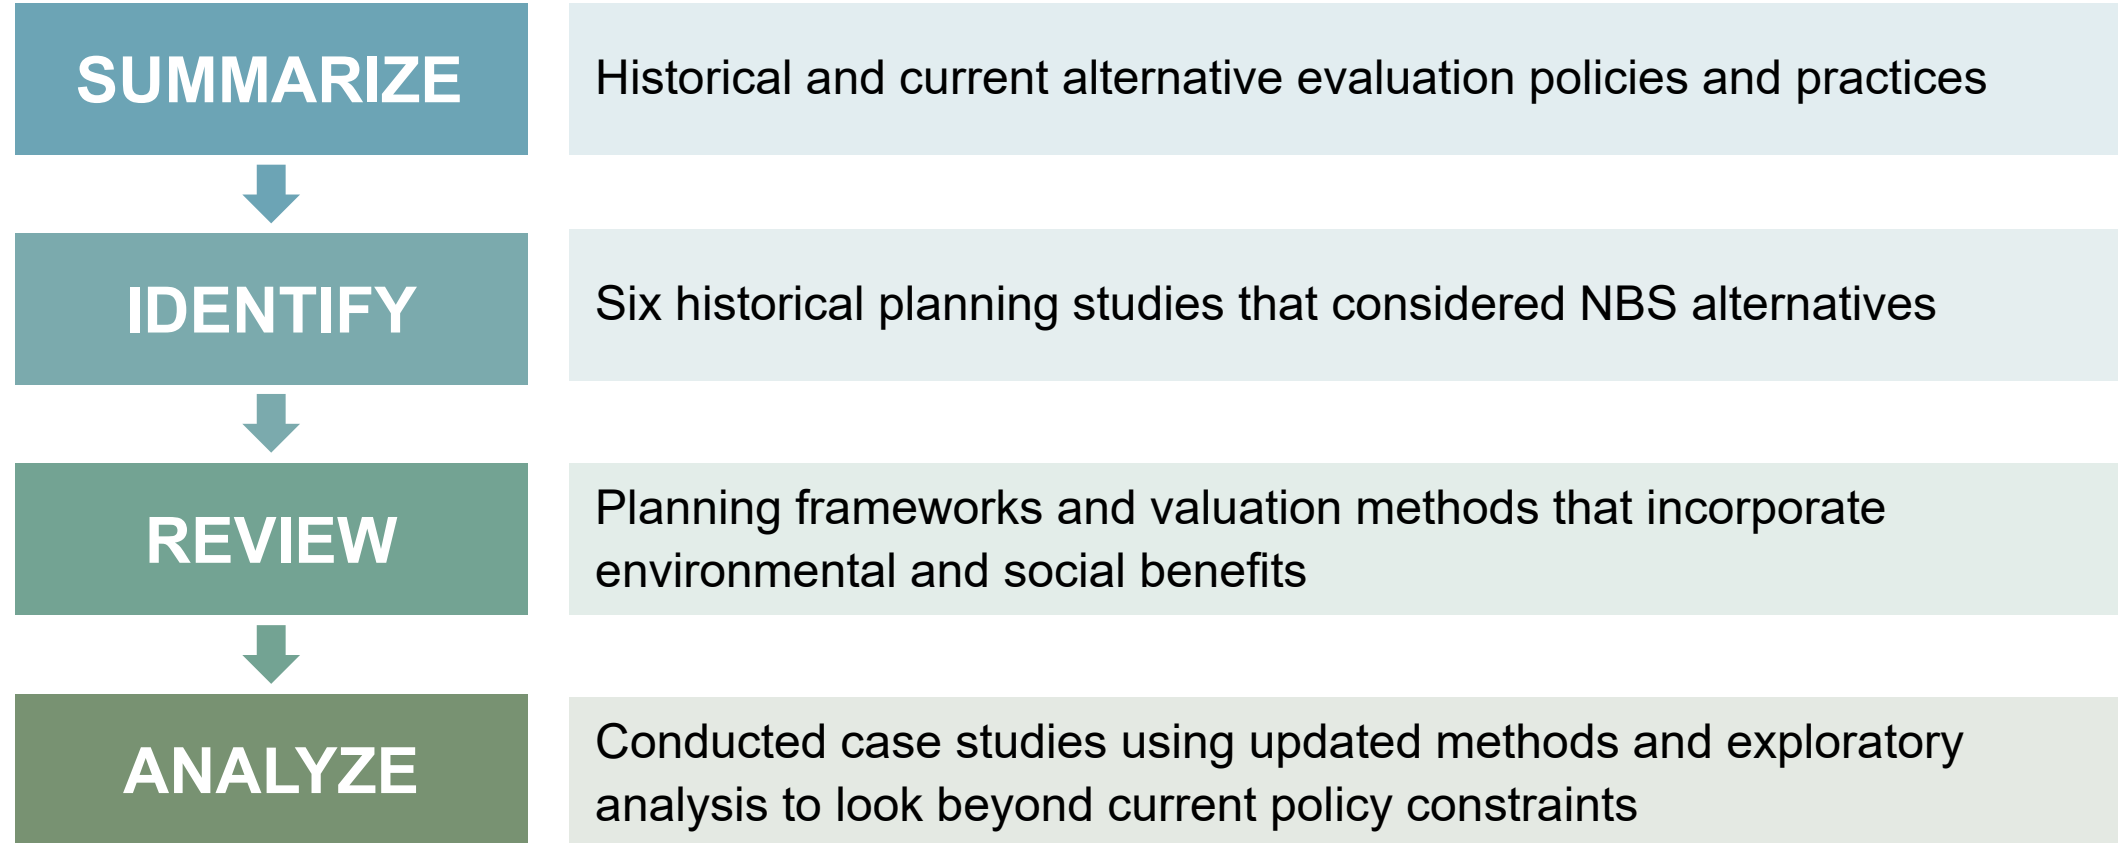 SUMMARIZE
Historical and current alternative evaluation policies and practices
IDENTIFY
Six historical planning studies that considered NBS alternatives
REVIEW
Planning frameworks and valuation methods that incorporate
environmental and social benefits
ANALYZE
Conducted case studies using updated methods and exploratory
analysis to look beyond current policy constraints